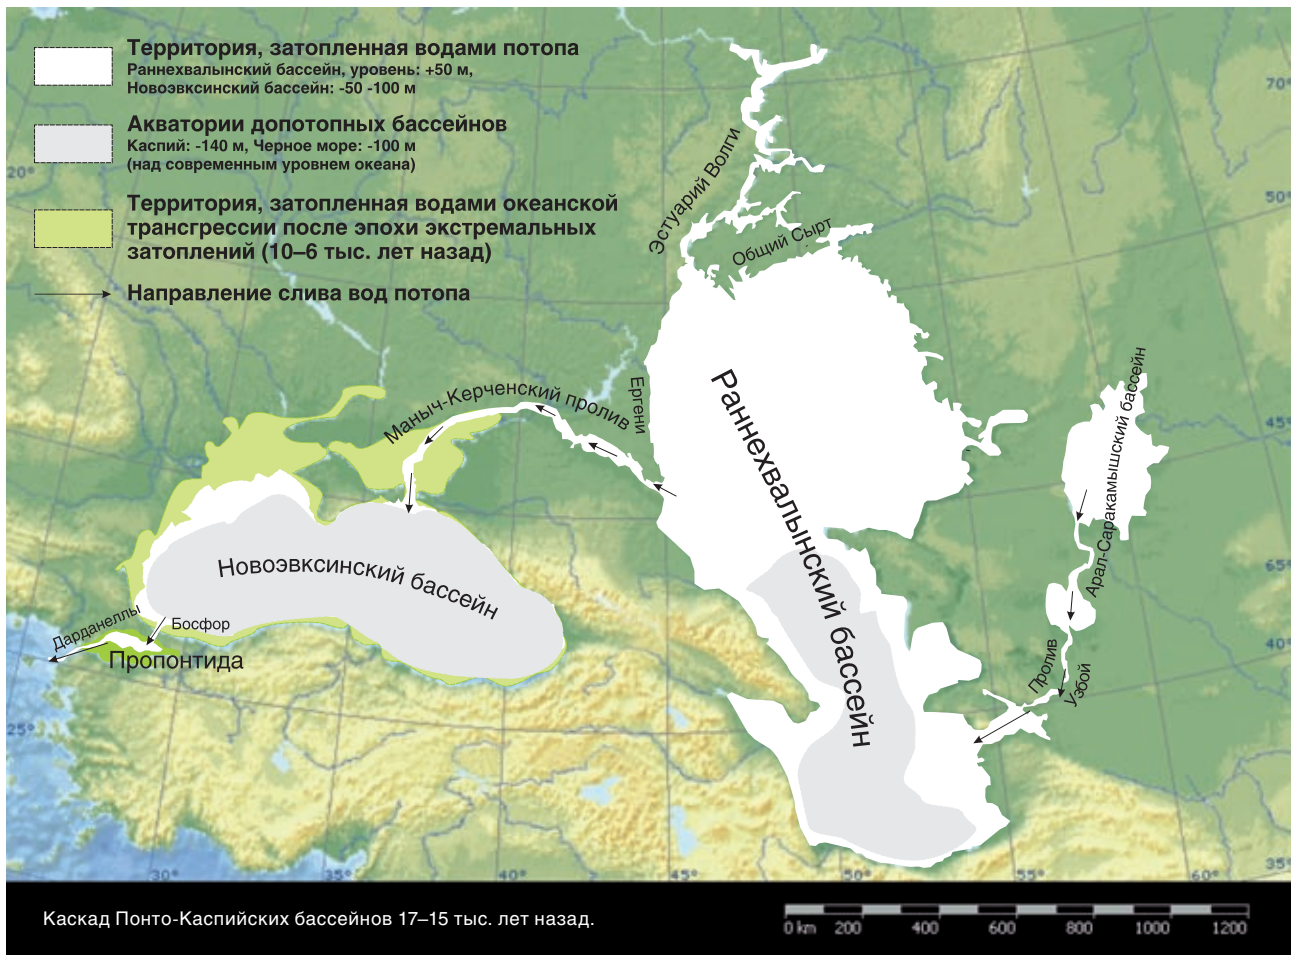 Территория, затопленная водами потопа
Раннехвалынский бассейн, уровень: +50 м,
Новоэвксинский бассейн: -50 -100 м
Акватории допотопных бассейнов
Каспий: -140 м, Черное море: -100 м
(над современным уровнем океана)
Территория, затопленная водами океанской
трансгрессии после эпохи экстремальных
затоплений (10–6 тыс. лет назад)
Направление слива вод потопа
Эстуарий Волги
Общий Сырт
Ергени
Маныч-Керченский пролив
Раннехвалынский бассейн
Арал-Саракамышский бассейн
Новоэвксинский бассейн
Дарданеллы
Босфор
Пропонтида
Пролив
Узбой
20°
25°
70°
50°
45°
65°
40°
35°
30°
35°
40°
45°
50°
55°
60°
Каскад Понто-Каспийских бассейнов 17–15 тыс. лет назад.
0 km 200 400 600 800 1000 1200